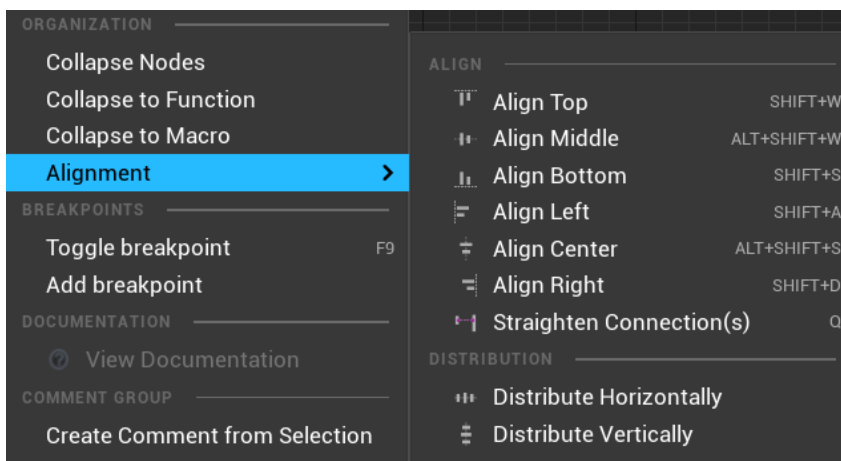 ORGANIZATION
Collapse Nodes
Collapse to Function
Collapse to Macro
Alignment
BREAKPOINTS
Toggle breakpoint F9
Add breakpoint
DOCUMENTATION
View Documentation
COMMENT GROUP
Create Comment from Selection
ALIGN
Align Top SHIFT+W
Align Middle ALT+SHIFT+W
Align Bottom SHIFT+S
Align Left SHIFT+A
Align Center ALT+SHIFT+S
Align Right SHIFT+D
Straighten Connection(s) Q
DISTRIBUTION
Distribute Horizontally
Distribute Vertically